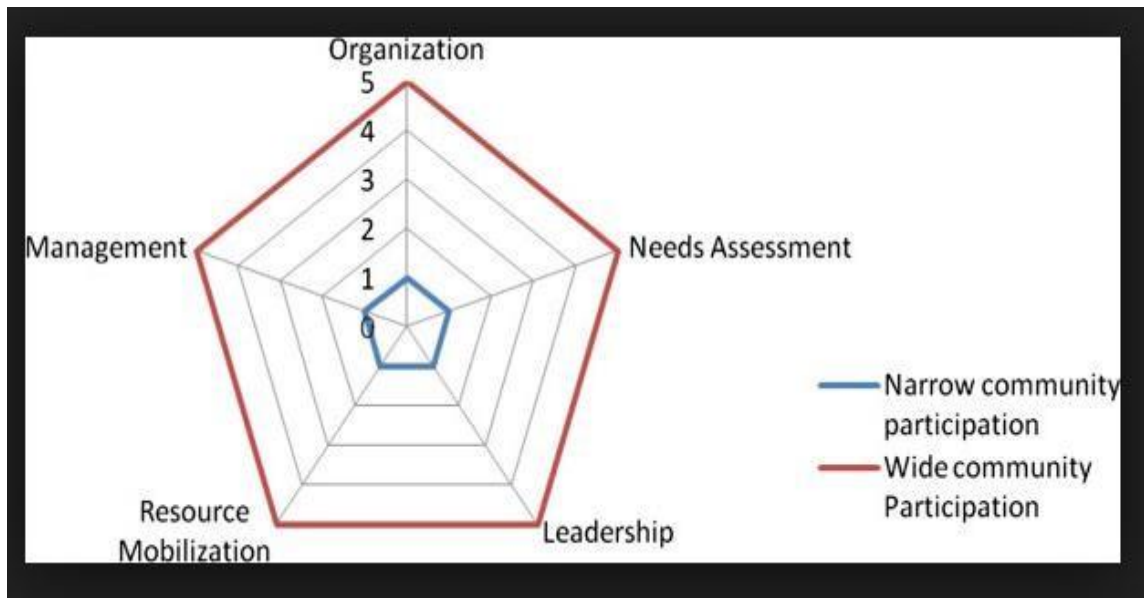 Organization
5
4
3
2
1
0
Management
Needs Assessment
Resource
Mobilization
Leadership
Narrow community
participation
Wide community
Participation